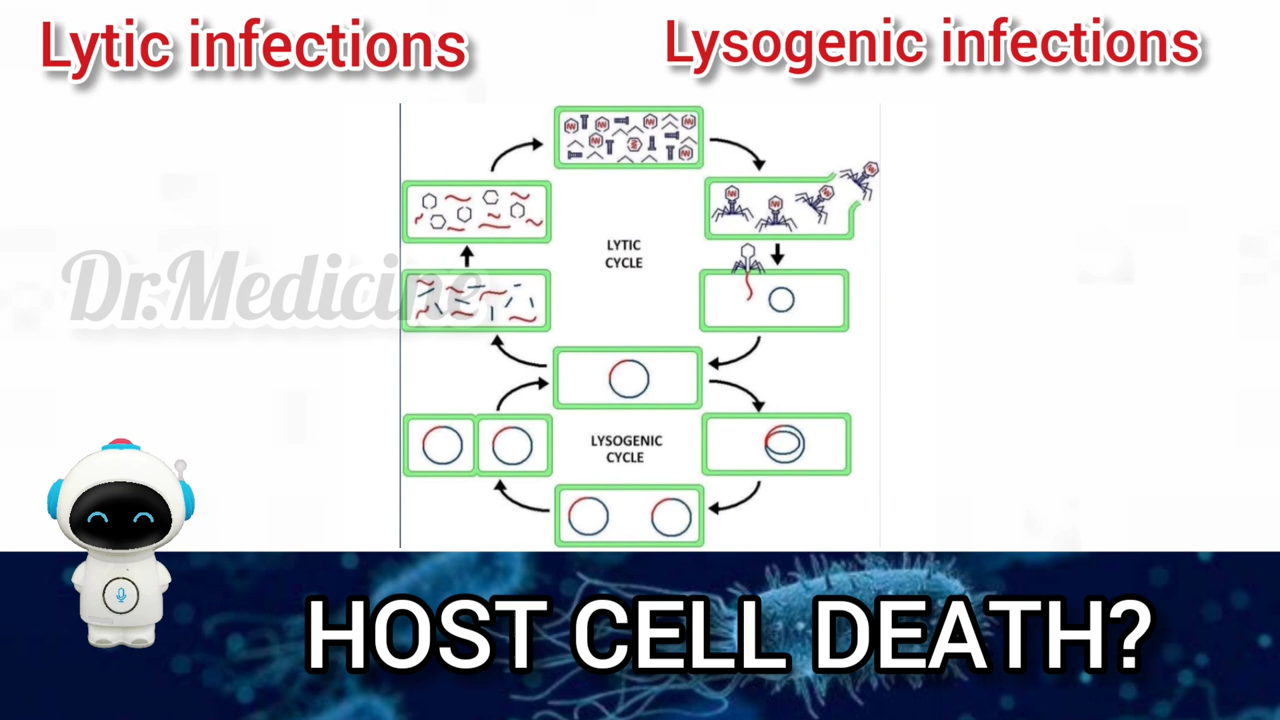 Lytic infections
Lysogenic infections
LYTIC
CYCLE
Dr.Medicine
LYSOGENIC
CYCLE
HOST CELL DEATH?